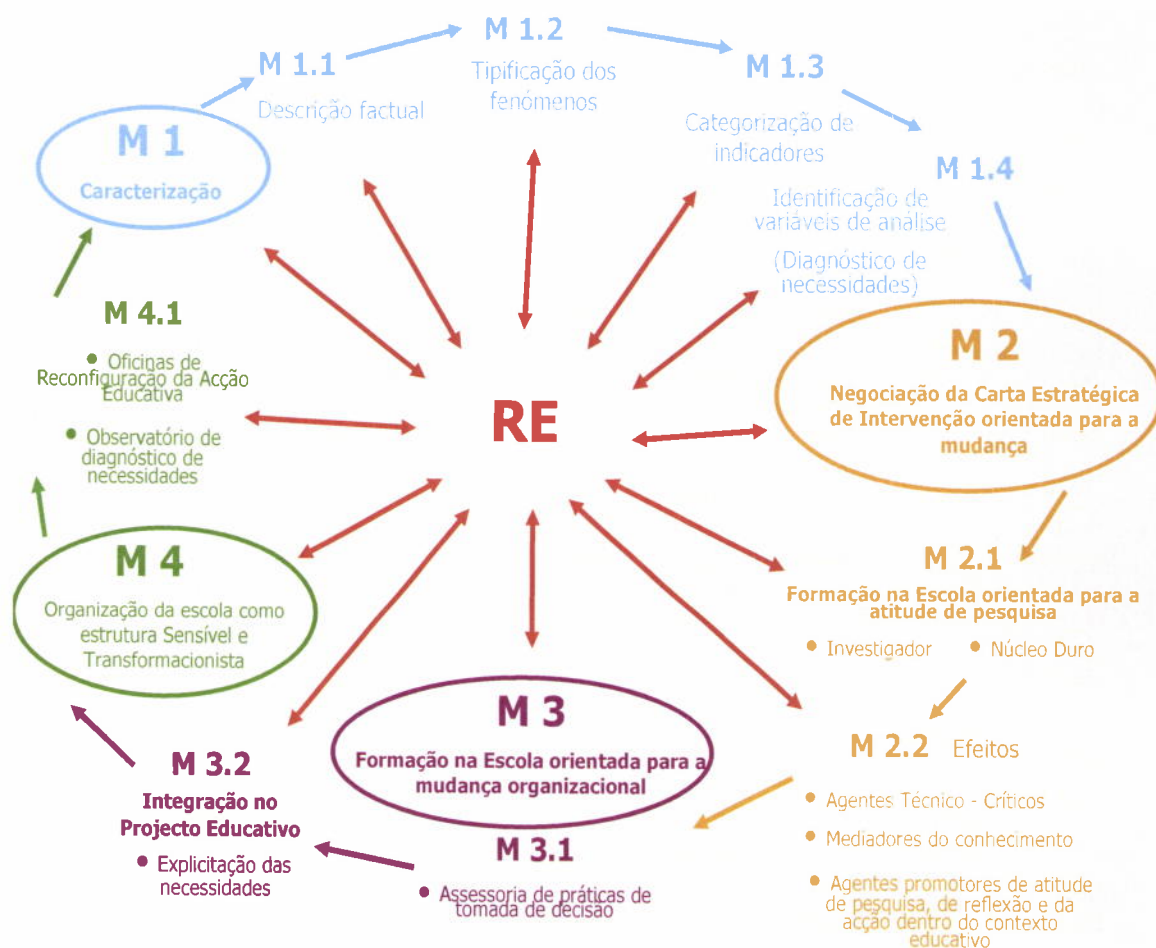 M 1
Caracterização
M 1.1
Descrição factual
M 1.2
Tipificação dos
fenómenos
M 1.3
Categorização de
indicadores
M 1.4
Identificação de
variáveis de análise
(Diagnóstico de
necessidades)
M 2
Negociação da Carta Estratégica
de Intervenção orientada para a
mudança
M 2.1
Formação na Escola orientada para a
atitude de pesquisa
• Investigador • Núcleo Duro
M 2.2 Efeitos
• Agentes Técnico - Críticos
• Mediadores do conhecimento
• Agentes promotores de atitude
de pesquisa, de reflexão e da
acção dentro do contexto
educativo
M 3
Formação na Escola orientada para a
mudança organizacional
M 3.1
• Assessoria de práticas de
tomada de decisão
M 3.2
Integração no
Projecto Educativo
• Explicitação das
necessidades
M 4
Organização da escola como
estrutura Sensível e
Transformacionista
M 4.1
• Oficinas de
Reconfiguração da Acção
Educativa
• Observatório de
diagnóstico de
necessidades
RE